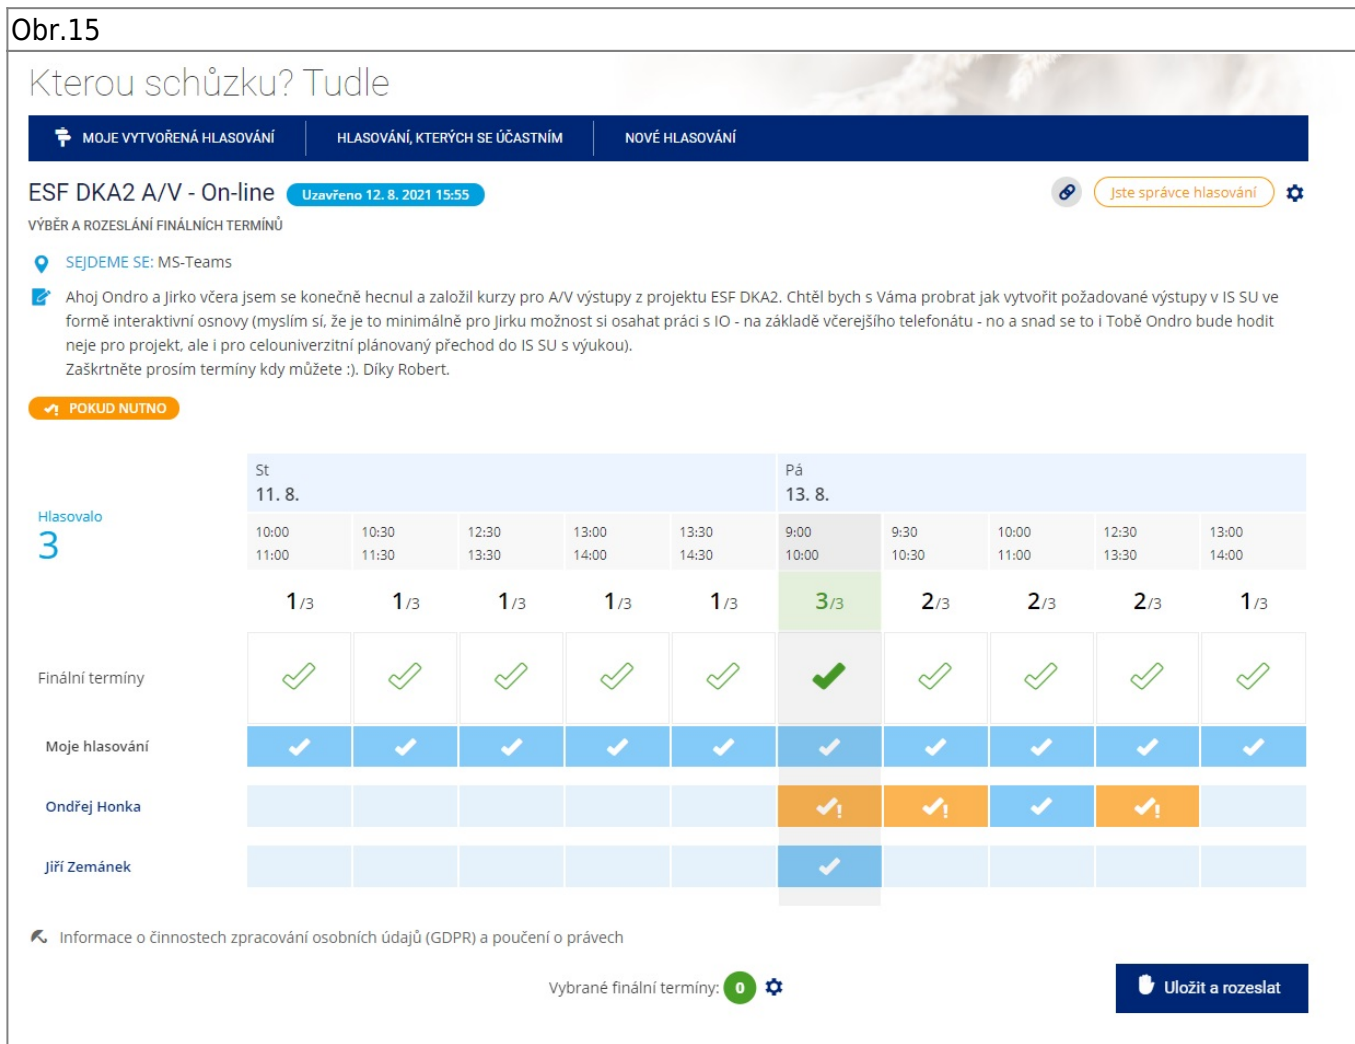 Obr.15
Kterou schůzku? Tudle
MOJE VYTVOŘENÁ HLASOVÁNÍ HLASOVÁNÍ, KTERÝCH SE ÚČASTNÍM NOVÉ HLASOVÁNÍ
ESF DKA2 A/V - On-line Uzavřeno 12. 8. 2021 15:55 Jste správce hlasování
VÝBĚR A ROZESLÁNÍ FINÁLNÍCH TERMÍNŮ
SEJDEME SE: MS-Teams
Ahoj Ondro a Jirko včera jsem se konečně hecnul a založil kurzy pro A/V výstupy z projektu ESF DKA2. Chtěl bych s Váma probrat jak vytvořit požadované výstupy v IS SU ve
formě interaktivní osnovy (myslím sí, že je to minimálně pro Jirku možnost si osahat práci s IO - na základě včerejšího telefonátu - no a snad se to i Tobě Ondro bude hodit
neje pro projekt, ale i pro celouniverzitní plánovaný přechod do IS SU s výukou).
Zaškrtněte prosím termíny kdy můžete :). Díky Robert.
POKUD NUTNO
St Pá
11. 8. 13. 8.
Hlasovalo
3
10:00 10:30 12:30 13:00 13:30 9:00 9:30 10:00 12:30 13:00
11:00 11:30 13:30 14:00 14:30 10:00 10:30 11:00 13:30 14:00
1/3 1/3 1/3 1/3 1/3 3/3 2/3 2/3 2/3 1/3
Finální termíny
Moje hlasování
Ondřej Honka
Jiří Zemánek
Informace o činnostech zpracování osobních údajů (GDPR) a poučení o právech
Vybrané finální termíny: 0 Uložit a rozeslat